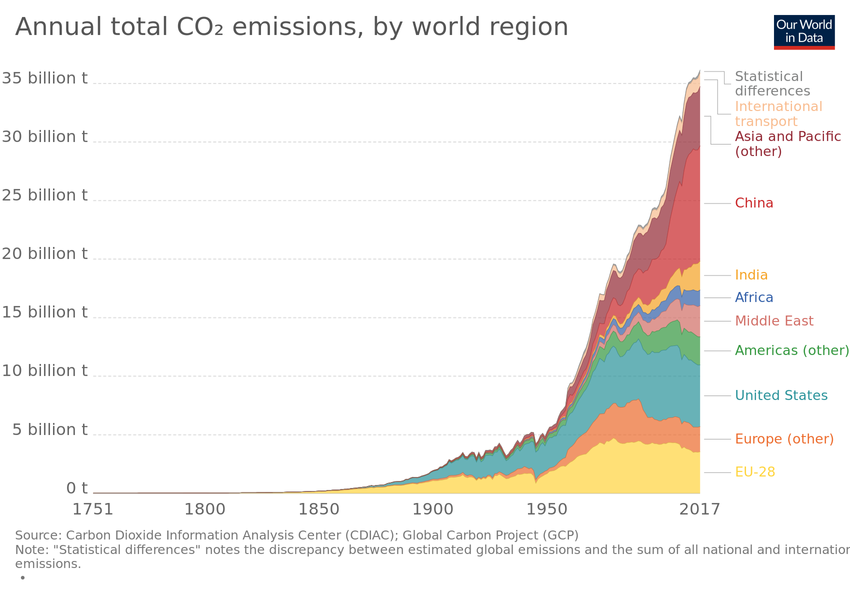 Annual total CO₂ emissions, by world region
Our World
in Data
35 billion t
30 billion t
25 billion t
20 billion t
15 billion t
10 billion t
5 billion t
0 t
1751
1800
1850
1900
1950
2017
Statistical
differences
International
transport
Asia and Pacific
(other)
China
India
Africa
Middle East
Americas (other)
United States
Europe (other)
EU-28
Source: Carbon Dioxide Information Analysis Center (CDIAC); Global Carbon Project (GCP)
Note: "Statistical differences" notes the discrepancy between estimated global emissions and the sum of all national and internatior
emissions.
•